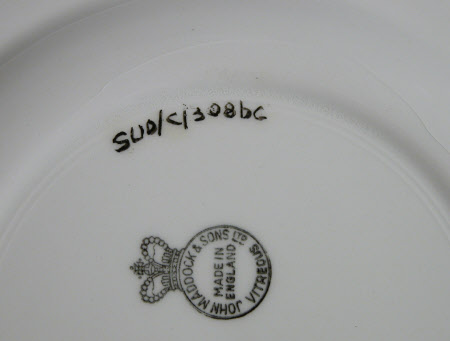 SUD/C/308bc
JOHN MADDOCK & SONS LTD
VITREOUS
MADE IN
ENGLAND